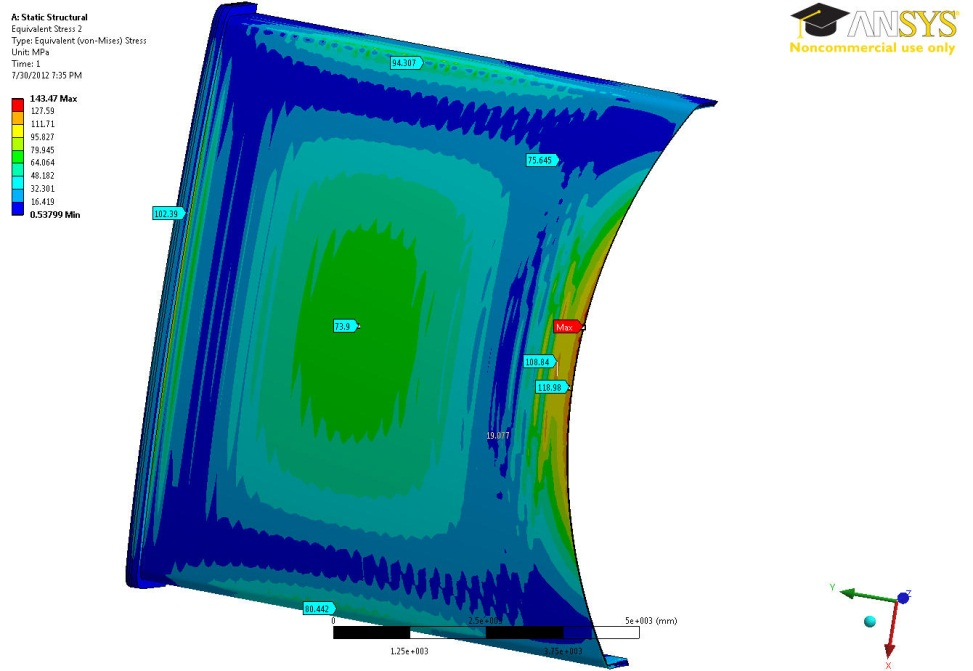 A: Static Structural
Equivalent Stress 2
Type: Equivalent (von-Mises) Stress
Unit: MPa
Time: 1
7/30/2012 7:35 PM
143.47 Max
127.59
111.71
95.827
79.945
64.064
48.182
32.301
16.419
0.53799 Min
ANSYS
Noncommercial use only
94.307
75.645
102.39
73.9
Max
108.84
118.98
19.077
80.442
0 2.5e+003 5e+003 (mm)
1.25e+003 3.75e+003
Y
Z
X